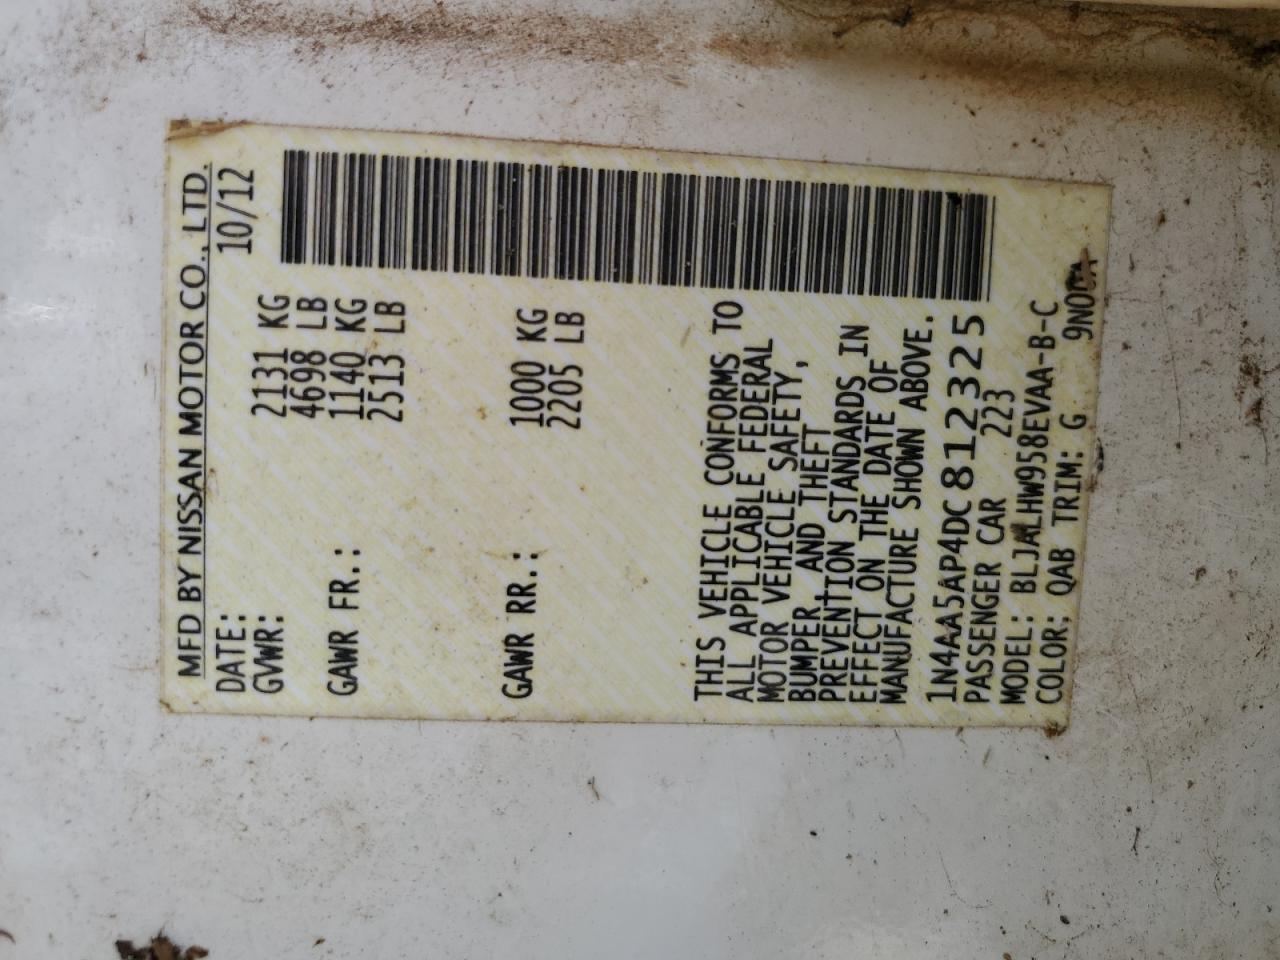 MFD BY NISSAN MOTOR CO., LTD.
DATE: 10/12
GVWR: 2131 KG
4698 LB
GAWR FR.: 1140 KG
2513 LB
GAWR RR.: 1000 KG
2205 LB
THIS VEHICLE CONFORMS TO
ALL APPLICABLE FEDERAL
MOTOR VEHICLE SAFETY,
BUMPER, AND THEFT
PREVENTION STANDARDS IN
EFFECT ON THE DATE OF
MANUFACTURE SHOWN ABOVE.
1N4AA5AP4DC812325
PASSENGER CAR 223
MODEL: BLJALHW958EVAA-B-C
COLOR: QAB TRIM: G